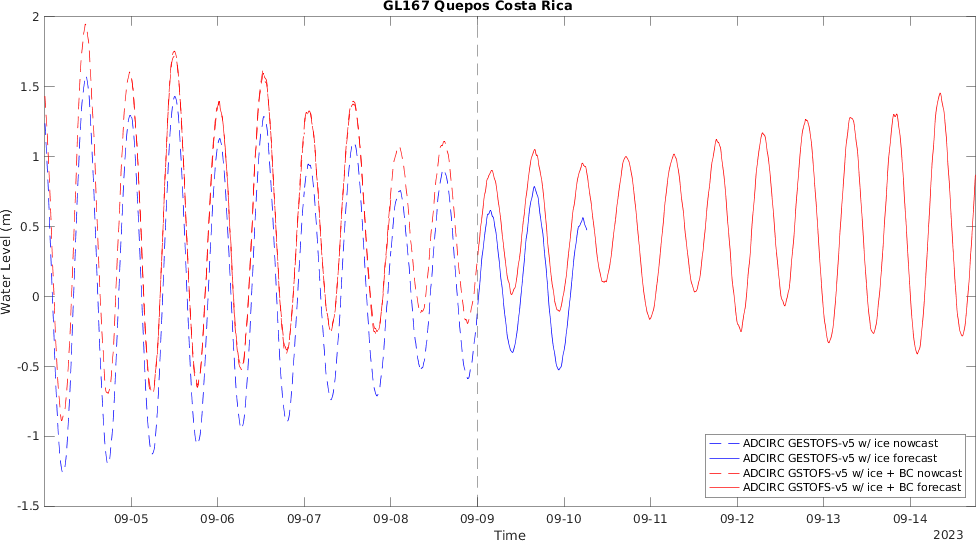 GL167 Quepos Costa Rica
2
1.5
1
0.5
0
-0.5
-1
-1.5
Water Level (m)
ADCIRC GESTOFS-v5 w/ ice nowcast
ADCIRC GESTOFS-v5 w/ ice forecast
ADCIRC GSTOFS-v5 w/ ice + BC nowcast
ADCIRC GSTOFS-v5 w/ ice + BC forecast
09-05 09-06 09-07 09-08 09-09 09-10 09-11 09-12 09-13 09-14
Time
2023